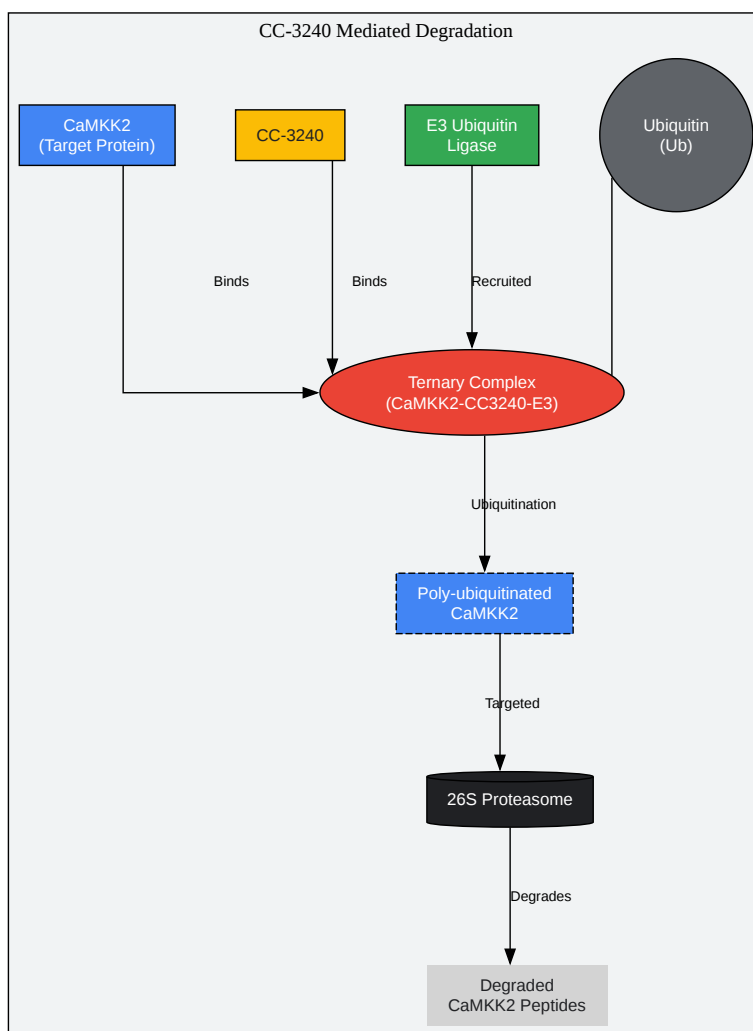 CC-3240 Mediated Degradation
CaMKK2
(Target Protein)
CC-3240
E3 Ubiquitin
Ligase
Ubiquitin
(Ub)
Binds
Binds
Recruited
Ternary Complex
(CaMKK2-CC3240-E3)
Ubiquitination
Poly-ubiquitinated
CaMKK2
Targeted
26S Proteasome
Degrades
Degraded
CaMKK2 Peptides